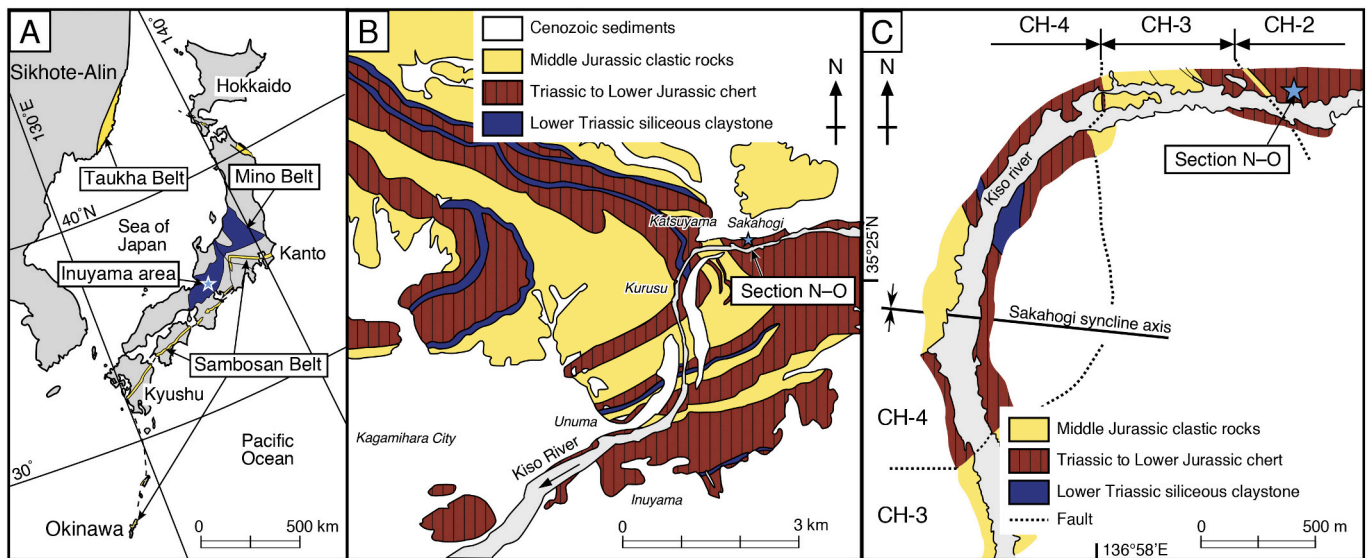 A
140°
Sikhote-Alin
Hokkaido
130°E
Taukha Belt
Mino Belt
40°N
Sea of
Japan
Kanto
Inuyama area
Sambosan Belt
Kyushu
Pacific
Ocean
30°
Okinawa
0 500 km
B
Cenozoic sediments
Middle Jurassic clastic rocks
Triassic to Lower Jurassic chert
Lower Triassic siliceous claystone
N
Katsuyama
Sakahogi
35°25'N
Kurusu
Section N–O
Unuma
Kagamihara City
Kiso River
Inuyama
0 3 km
C
CH-4 CH-3 CH-2
N
Section N–O
Kiso river
Sakahogi syncline axis
CH-4
CH-3
Middle Jurassic clastic rocks
Triassic to Lower Jurassic chert
Lower Triassic siliceous claystone
Fault
136°58'E
0 500 m